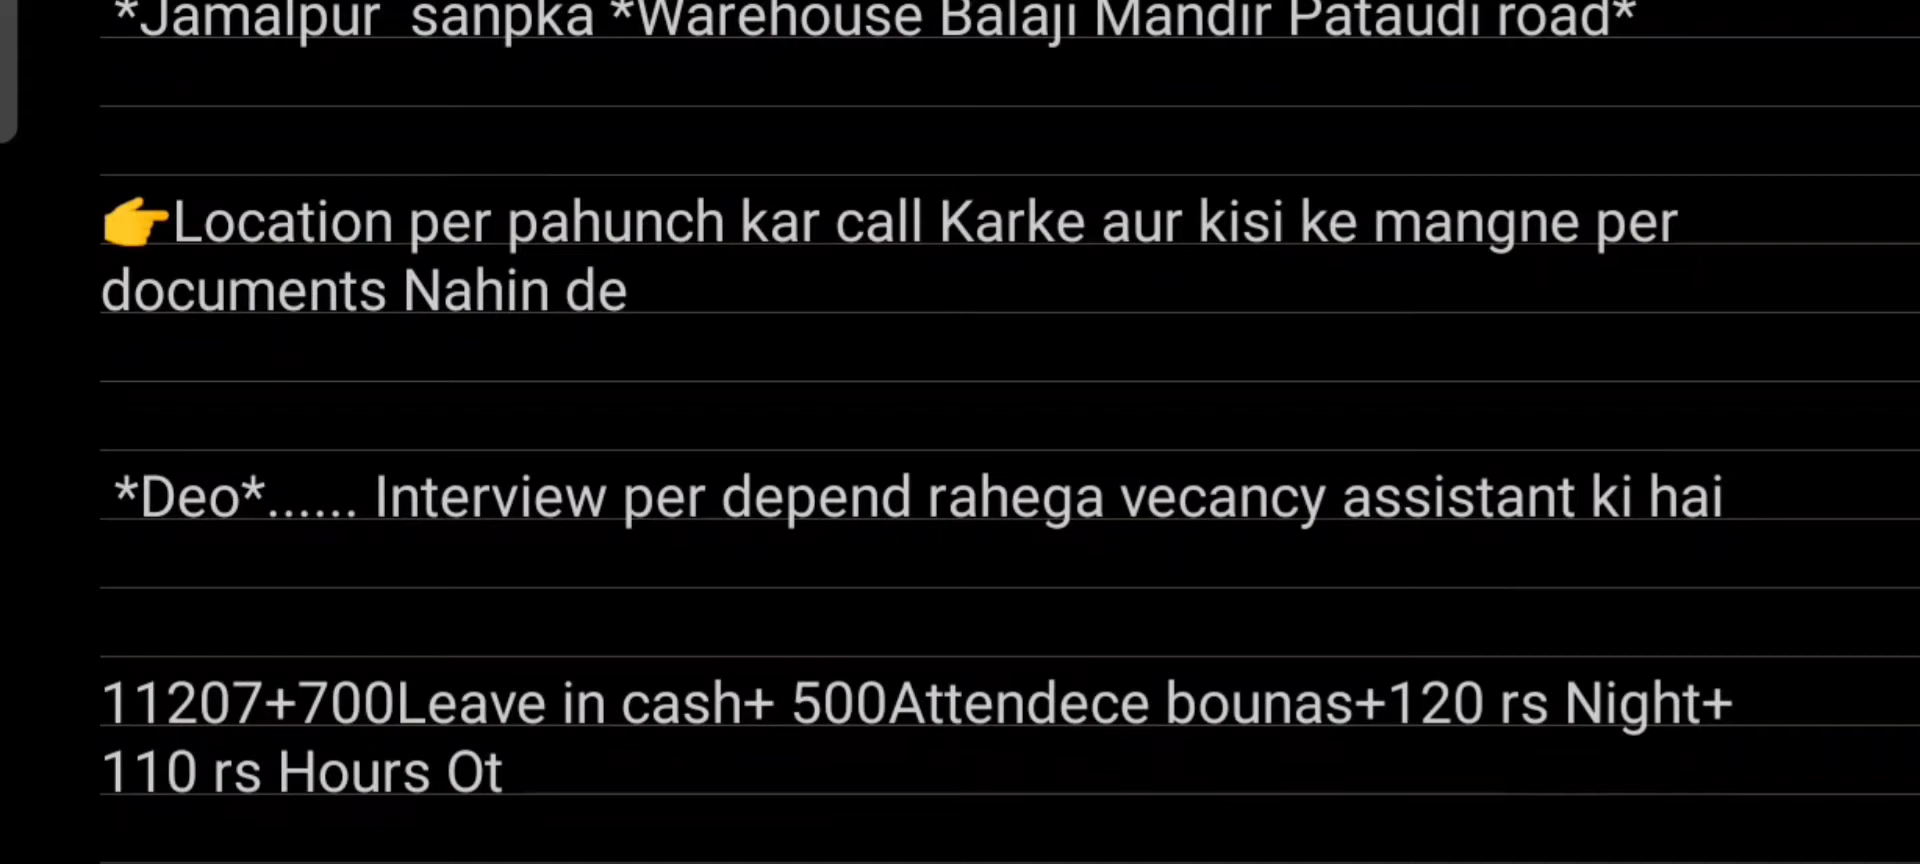 *Jamalpur  sanpka *Warehouse Balaji Mandir Pataudi road*
👉Location per pahunch kar call Karke aur kisi ke mangne per
documents Nahin de
*Deo*...... Interview per depend rahega vecancy assistant ki hai
11207+700Leave in cash+ 500Attendece bounas+120 rs Night+
110 rs Hours Ot